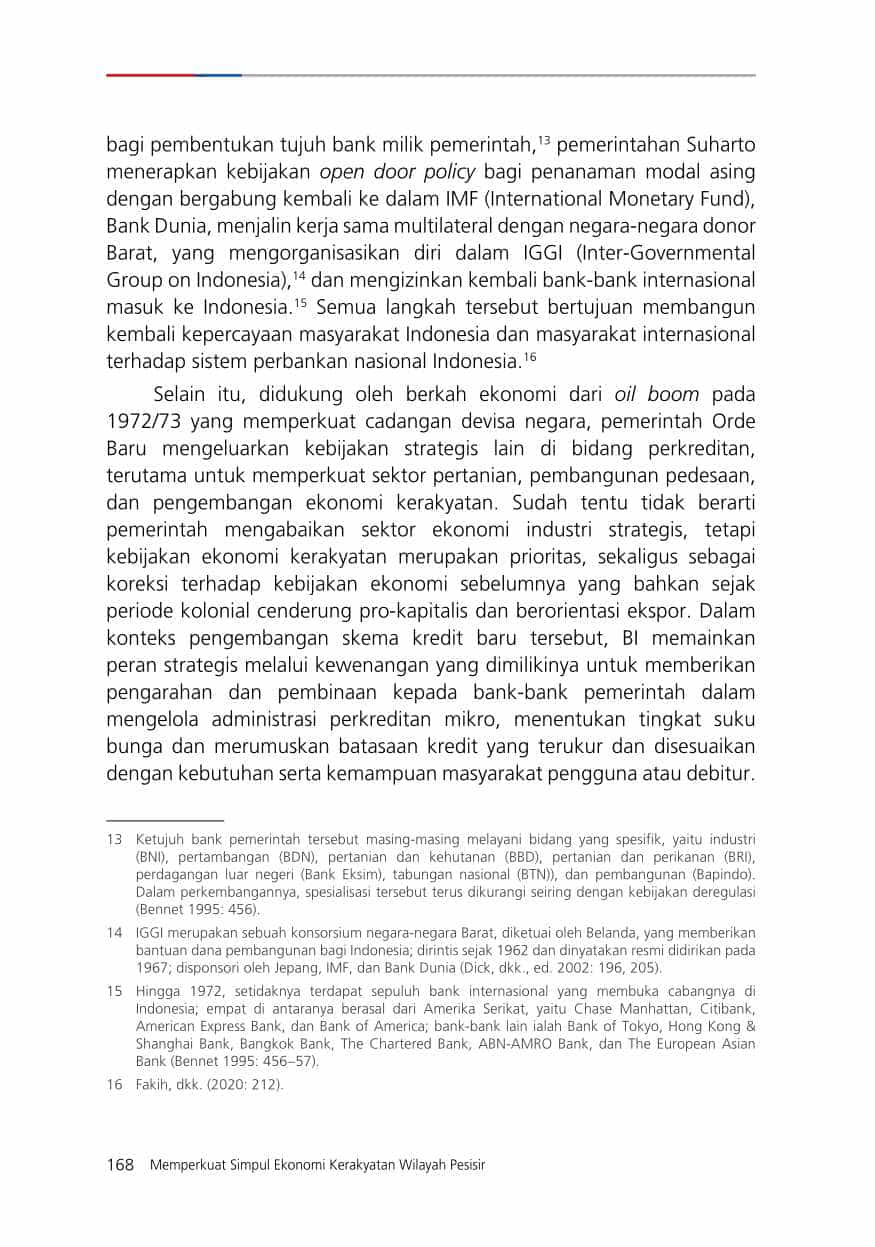 bagi pembentukan tujuh bank milik pemerintah,13 pemerintahan Suharto
menerapkan kebijakan open door policy bagi penanaman modal asing
dengan bergabung kembali ke dalam IMF (International Monetary Fund),
Bank Dunia, menjalin kerja sama multilateral dengan negara-negara donor
Barat, yang mengorganisasikan diri dalam IGGI (Inter-Governmental
Group on Indonesia),14 dan mengizinkan kembali bank-bank internasional
masuk ke Indonesia.15 Semua langkah tersebut bertujuan membangun
kembali kepercayaan masyarakat Indonesia dan masyarakat internasional
terhadap sistem perbankan nasional Indonesia.16
Selain itu, didukung oleh berkah ekonomi dari oil boom pada
1972/73 yang memperkuat cadangan devisa negara, pemerintah Orde
Baru mengeluarkan kebijakan strategis lain di bidang perkreditan,
terutama untuk memperkuat sektor pertanian, pembangunan pedesaan,
dan pengembangan ekonomi kerakyatan. Sudah tentu tidak berarti
pemerintah mengabaikan sektor ekonomi industri strategis, tetapi
kebijakan ekonomi kerakyatan merupakan prioritas, sekaligus sebagai
koreksi terhadap kebijakan ekonomi sebelumnya yang bahkan sejak
periode kolonial cenderung pro-kapitalis dan berorientasi ekspor. Dalam
konteks pengembangan skema kredit baru tersebut, BI memainkan
peran strategis melalui kewenangan yang dimilikinya untuk memberikan
pengarahan dan pembinaan kepada bank-bank pemerintah dalam
mengelola administrasi perkreditan mikro, menentukan tingkat suku
bunga dan merumuskan batasaan kredit yang terukur dan disesuaikan
dengan kebutuhan serta kemampuan masyarakat pengguna atau debitur.
13 Ketujuh bank pemerintah tersebut masing-masing melayani bidang yang spesifik, yaitu industri
(BNI), pertambangan (BDN), pertanian dan kehutanan (BBD), pertanian dan perikanan (BRI),
perdagangan luar negeri (Bank Eksim), tabungan nasional (BTN)), dan pembangunan (Bapindo).
Dalam perkembangannya, spesialisasi tersebut terus dikurangi seiring dengan kebijakan deregulasi
(Bennet 1995: 456).
14 IGGI merupakan sebuah konsorsium negara-negara Barat, diketuai oleh Belanda, yang memberikan
bantuan dana pembangunan bagi Indonesia; dirintis sejak 1962 dan dinyatakan resmi didirikan pada
1967; disponsori oleh Jepang, IMF, dan Bank Dunia (Dick, dkk., ed. 2002: 196, 205).
15 Hingga 1972, setidaknya terdapat sepuluh bank internasional yang membuka cabangnya di
Indonesia; empat di antaranya berasal dari Amerika Serikat, yaitu Chase Manhattan, Citibank,
American Express Bank, dan Bank of America; bank-bank lain ialah Bank of Tokyo, Hong Kong &
Shanghai Bank, Bangkok Bank, The Chartered Bank, ABN-AMRO Bank, dan The European Asian
Bank (Bennet 1995: 456–57).
16 Fakih, dkk. (2020: 212).
168 Memperkuat Simpul Ekonomi Kerakyatan Wilayah Pesisir